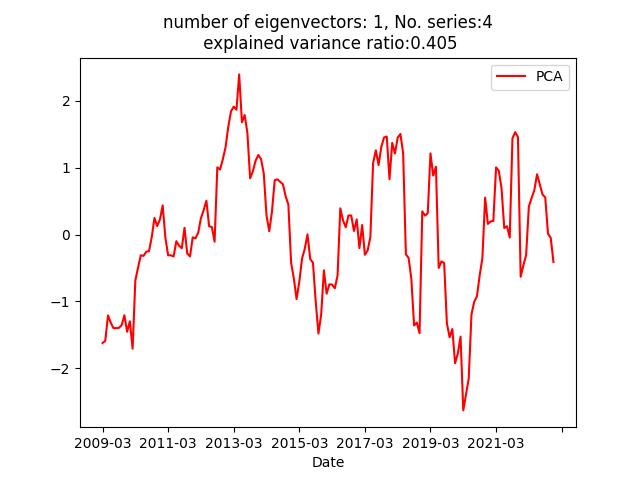 number of eigenvectors: 1, No. series:4
explained variance ratio:0.405
PCA
2
1
0
−1
−2
2009-03 2011-03 2013-03 2015-03 2017-03 2019-03 2021-03
Date